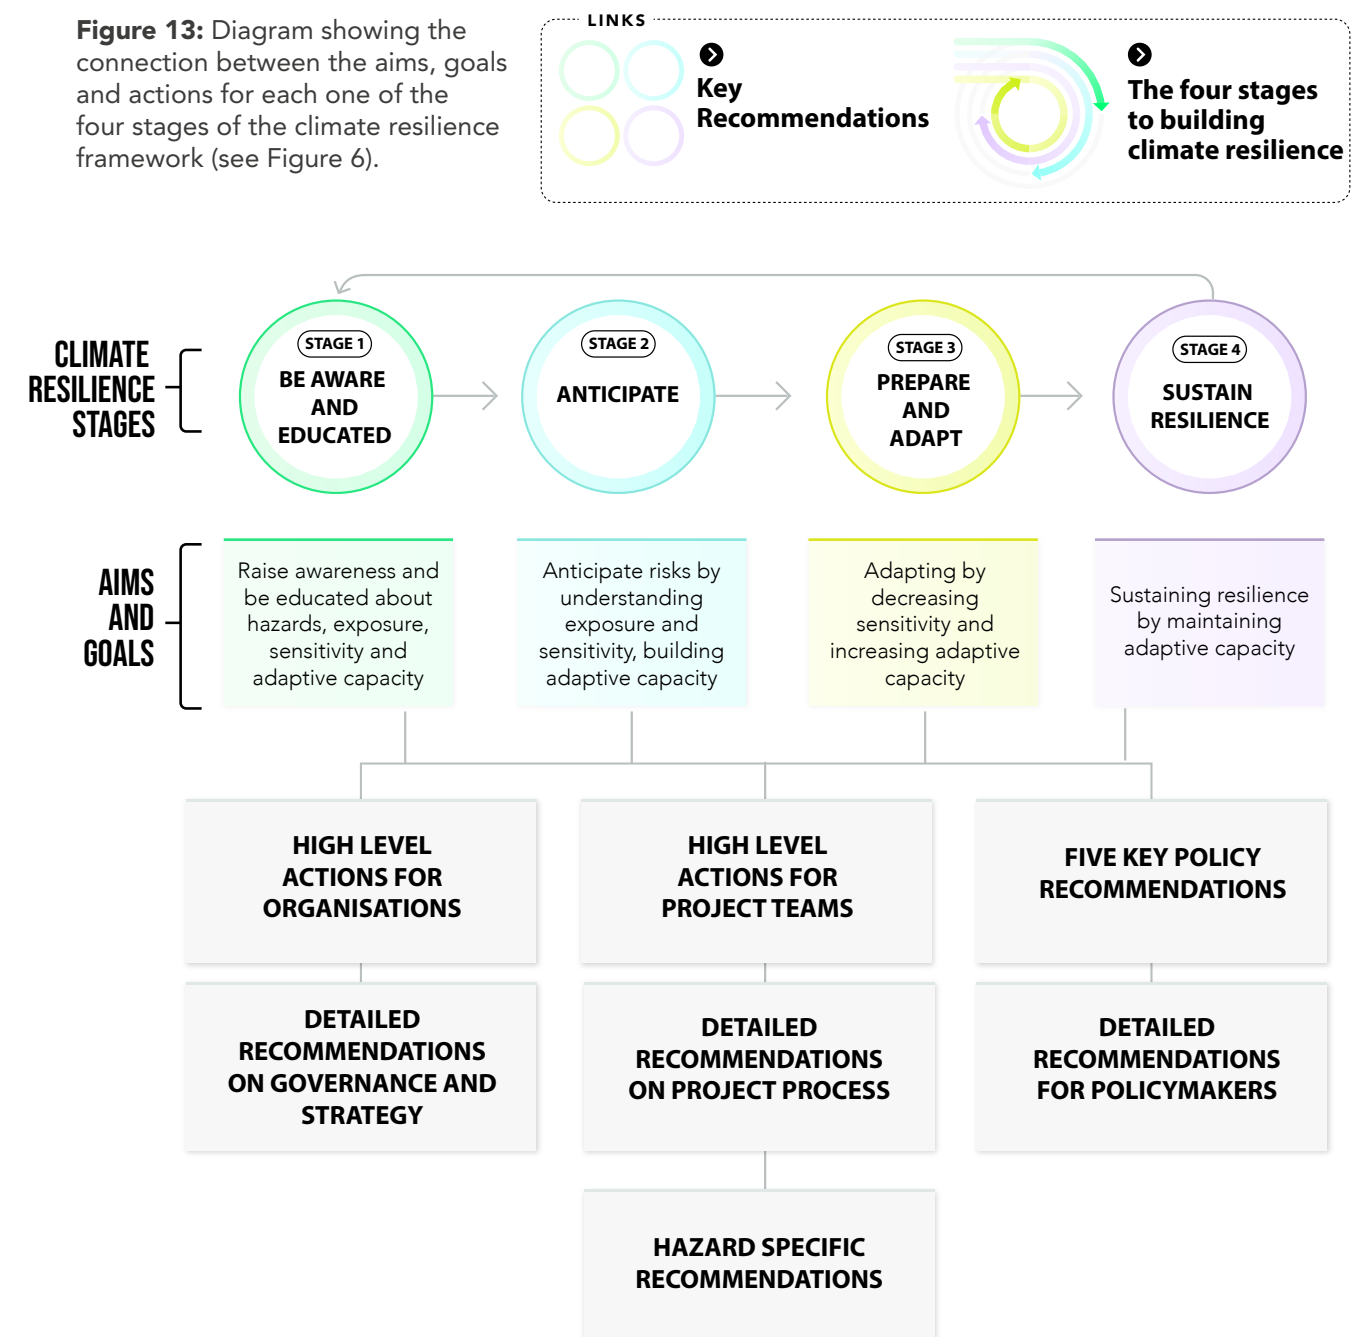 Figure 13: Diagram showing the
connection between the aims, goals
and actions for each one of the
four stages of the climate resilience
framework (see Figure 6).
LINKS
Key
Recommendations
The four stages
to building
climate resilience
CLIMATE
RESILIENCE
STAGES
STAGE 1
BE AWARE
AND
EDUCATED
STAGE 2
ANTICIPATE
STAGE 3
PREPARE
AND
ADAPT
STAGE 4
SUSTAIN
RESILIENCE
AIMS
AND
GOALS
Raise awareness and
be educated about
hazards, exposure,
sensitivity and
adaptive capacity
Anticipate risks by
understanding
exposure and
sensitivity, building
adaptive capacity
Adapting by
decreasing
sensitivity and
increasing adaptive
capacity
Sustaining resilience
by maintaining
adaptive capacity
HIGH LEVEL
ACTIONS FOR
ORGANISATIONS
HIGH LEVEL
ACTIONS FOR
PROJECT TEAMS
FIVE KEY POLICY
RECOMMENDATIONS
DETAILED
RECOMMENDATIONS
ON GOVERNANCE AND
STRATEGY
DETAILED
RECOMMENDATIONS
ON PROJECT PROCESS
DETAILED
RECOMMENDATIONS
FOR POLICYMAKERS
HAZARD SPECIFIC
RECOMMENDATIONS